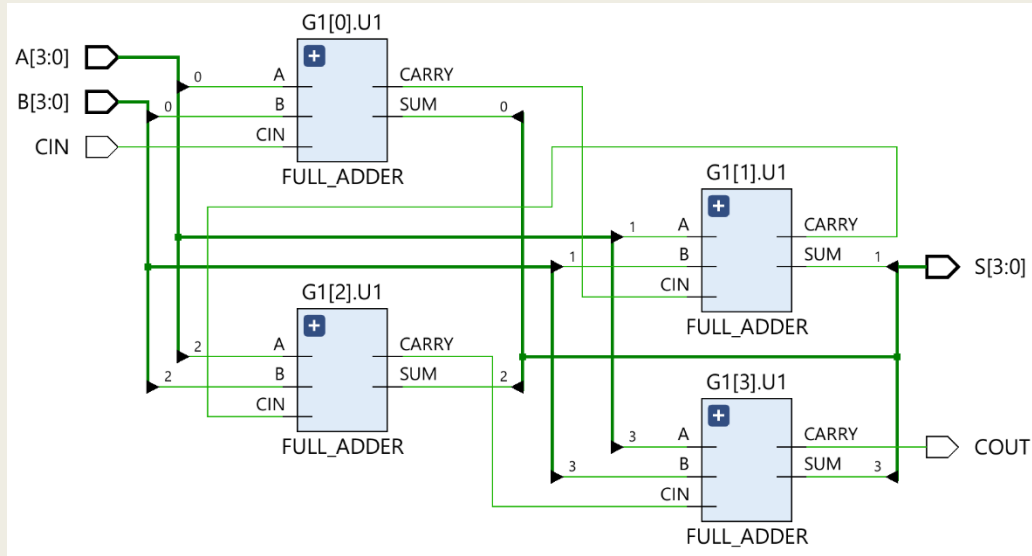 G1[0].U1
A[3:0]
B[3:0]
CIN
0
0
A
B
CIN
CARRY
SUM
0
FULL_ADDER
G1[1].U1
1
1
A
B
CIN
CARRY
SUM
1
S[3:0]
FULL_ADDER
G1[2].U1
2
2
A
B
CIN
CARRY
SUM
2
FULL_ADDER
G1[3].U1
3
3
A
B
CIN
CARRY
SUM
3
COUT
FULL_ADDER